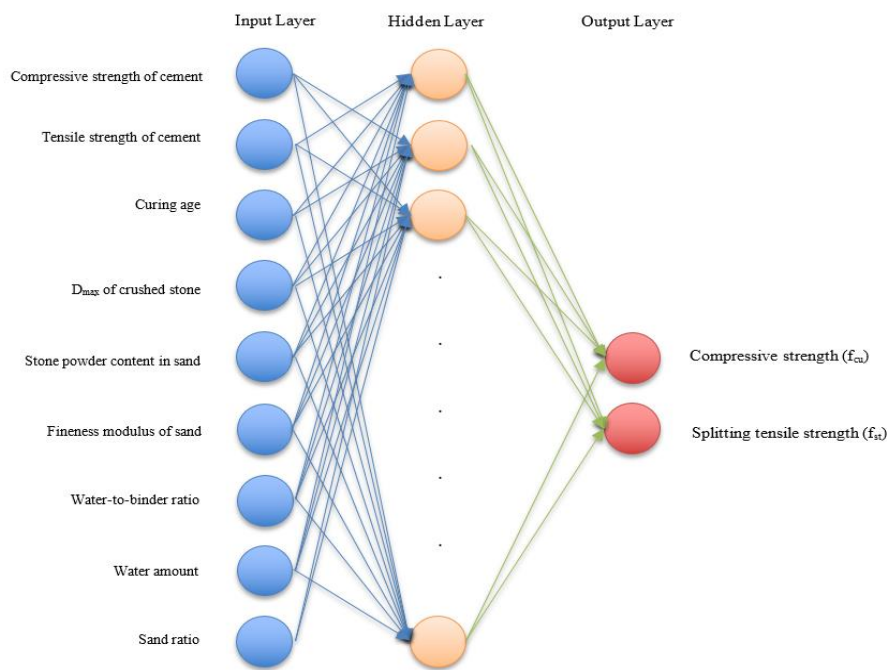 Input Layer
Hidden Layer
Output Layer
Compressive strength of cement
Tensile strength of cement
Curing age
Dmax of crushed stone
Stone powder content in sand
Fineness modulus of sand
Water-to-binder ratio
Water amount
Sand ratio
Compressive strength (fcu)
Splitting tensile strength (fst)